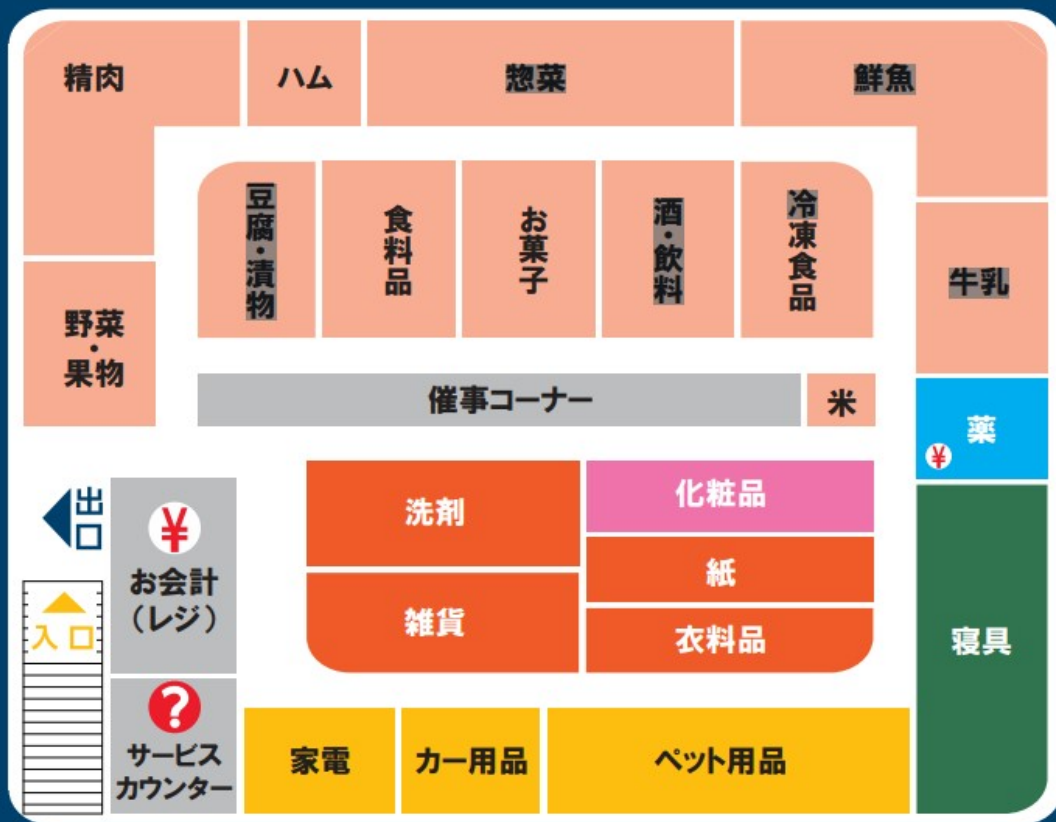 精肉
ハム
惣菜
鮮魚
豆腐・漬物
食料品
お菓子
酒・飲料
冷凍食品
牛乳
野菜
・
果物
催事コーナー
米
薬
¥
出口
¥
お会計
(レジ)
洗剤
化粧品
紙
雑貨
衣料品
寝具
入口
?
サービス
カウンター
家電
カー用品
ペット用品